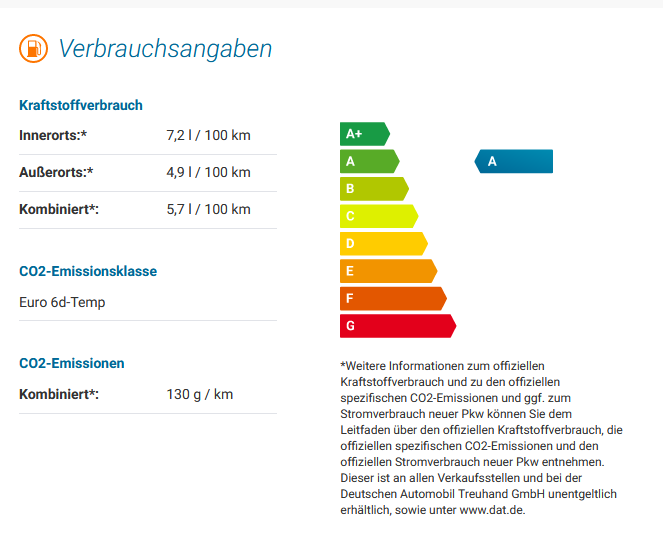 Verbrauchsangaben
Kraftstoffverbrauch
Innerorts:* 7,2 l / 100 km
Außerorts:* 4,9 l / 100 km
Kombiniert*: 5,7 l / 100 km
CO2-Emissionsklasse
Euro 6d-Temp
CO2-Emissionen
Kombiniert*: 130 g / km
A+
A A
B
C
D
E
F
G
*Weitere Informationen zum offiziellen
Kraftstoffverbrauch und zu den offiziellen
spezifischen CO2-Emissionen und ggf. zum
Stromverbrauch neuer Pkw können Sie dem
Leitfaden über den offiziellen Kraftstoffverbrauch, die
offiziellen spezifischen CO2-Emissionen und den
offiziellen Stromverbrauch neuer Pkw entnehmen.
Dieser ist an allen Verkaufsstellen und bei der
Deutschen Automobil Treuhand GmbH unentgeltlich
erhältlich, sowie unter www.dat.de.